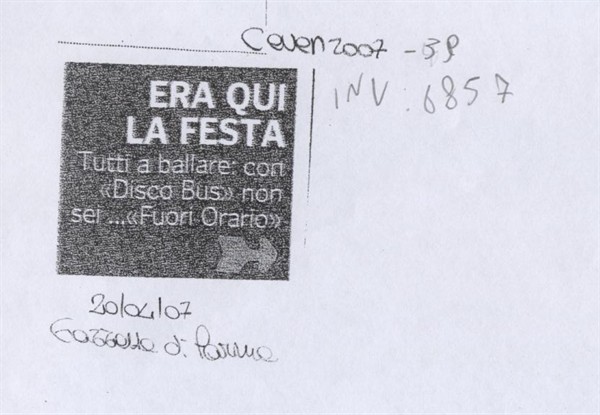 Ceven2007 - BP
INV: 6857
ERA QUI
LA FESTA
Tutti a ballare: con
«Disco Bus» non
sei ...«Fuori Orario»
20/04/07
Gazzetta di Parma